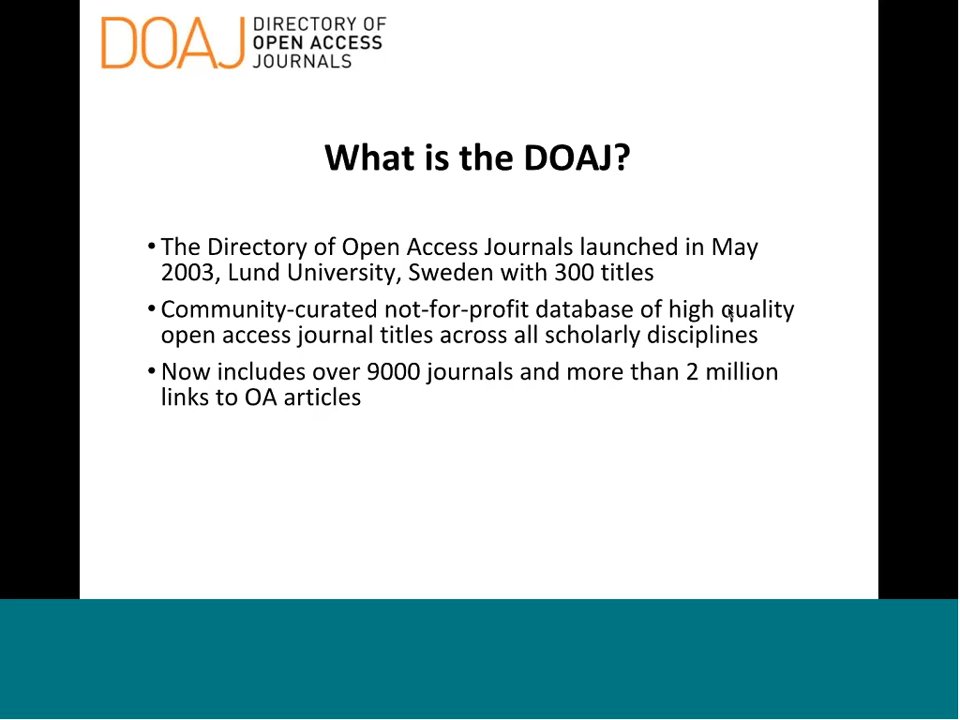 DOAJ
DIRECTORY OF
OPEN ACCESS
JOURNALS
What is the DOAJ?
• The Directory of Open Access Journals launched in May
2003, Lund University, Sweden with 300 titles
• Community-curated not-for-profit database of high quality
open access journal titles across all scholarly disciplines
• Now includes over 9000 journals and more than 2 million
links to OA articles